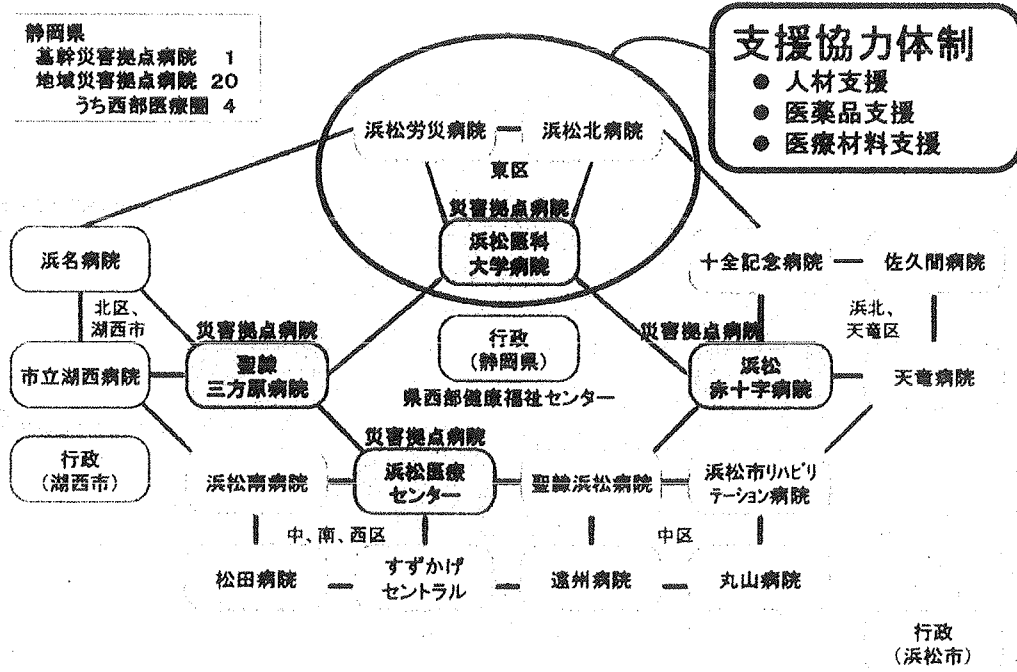 静岡県
基幹災害拠点病院 1
地域災害拠点病院 20
うち西部医療圏 4
支援協力体制
● 人材支援
● 医薬品支援
● 医療材料支援
浜松労災病院
浜松北病院
東区
災害拠点病院
浜松医科
大学病院
浜名病院
十全記念病院
佐久間病院
北区、
湖西市
浜北、
天竜区
災害拠点病院
聖隷
三方原病院
行政
(静岡県)
県西部健康福祉センター
災害拠点病院
浜松
赤十字病院
市立湖西病院
天竜病院
行政
(湖西市)
浜松南病院
災害拠点病院
浜松医療
センター
聖隷浜松病院
浜松市リハビリ
テーション病院
中、南、西区
中区
松田病院
すずかけ
セントラル
遠州病院
丸山病院
行政
(浜松市)